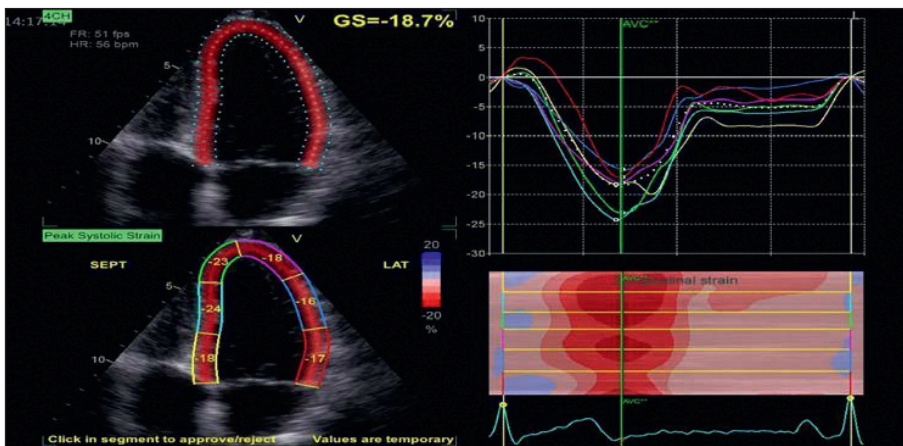 4CH
FR: 51 fps
HR: 56 bpm
V
GS=-18.7%
5
10
AVC**
10
5
0
-5
-10
-15
-20
-25
-30
Peak Systolic Strain
V
SEPT
LAT
20
-20
%
-23
-18
-24
-16
-18
-17
5
10
Click in segment to approve/reject
Values are temporary
strain
AVC**